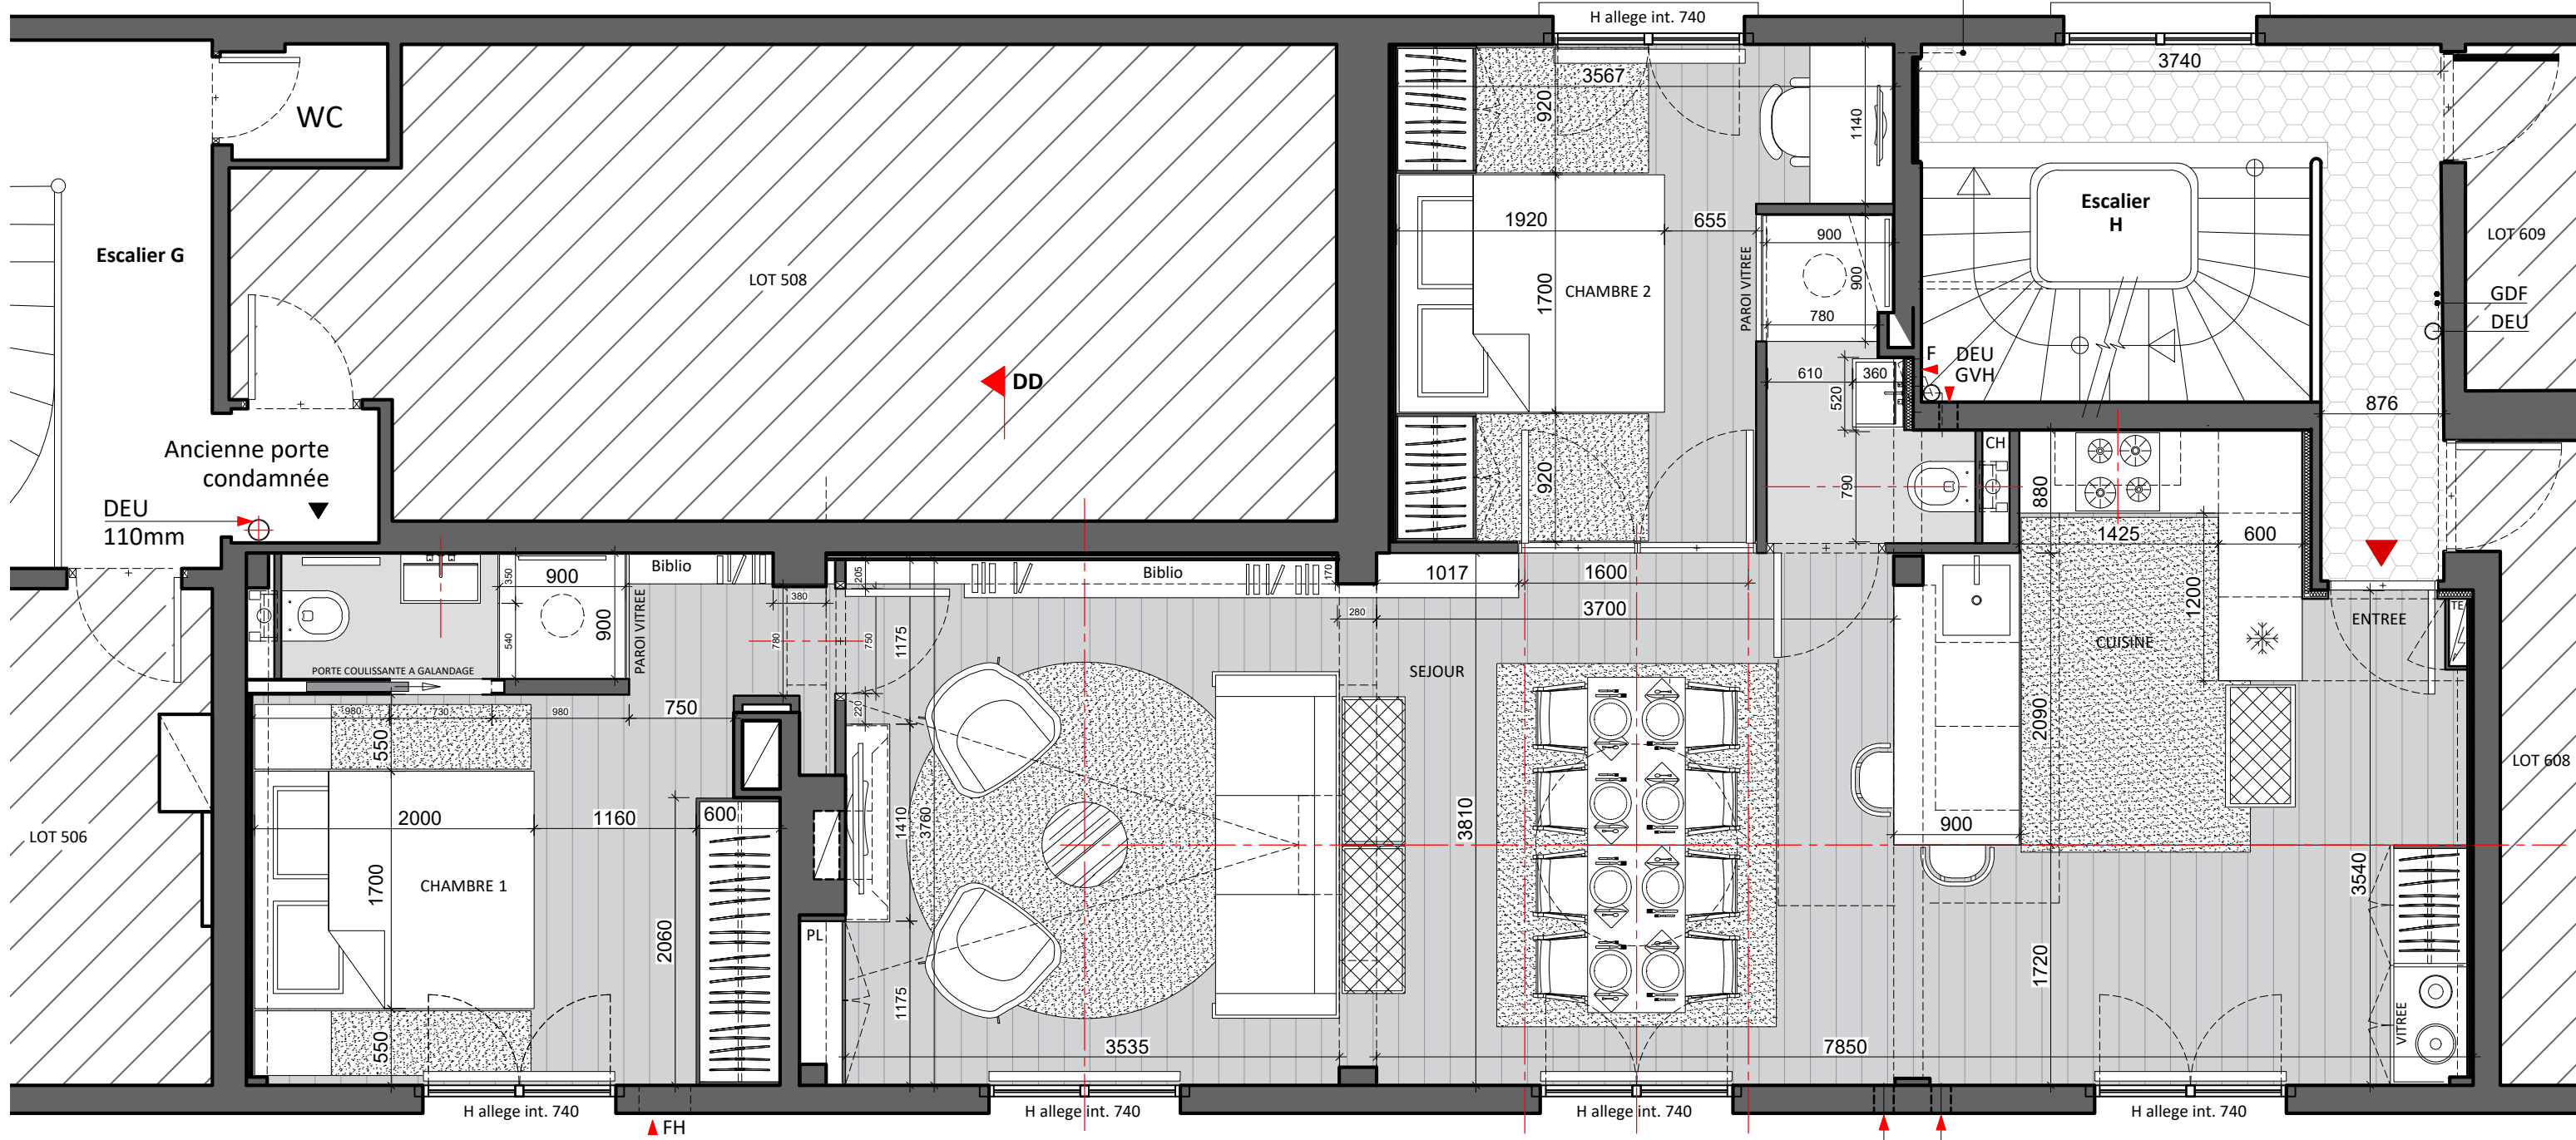 H allege int. 740
3740
WC
3567
920
1140
Escalier G
Escalier
H
LOT 609
LOT 508
1920
655
900
PAROI VITREE
900
CHAMBRE 2
1700
780
GDF
DEU
DD
F
DEU
GVH
610
360
520
876
Ancienne porte
condamnée
CH
DEU
110mm
920
790
880
1425
600
Biblio
900
350
205
Biblio
170
1017
1600
380
3700
280
1200
TE
ENTREE
540
900
PAROI VITREE
780
750
1175
CUISINE
SEJOUR
PORTE COULISSANTE A GALANDAGE
980
730
980
750
220
550
2090
LOT 608
2000
1160
600
1410
3760
3810
900
LOT 506
1700
CHAMBRE 1
2060
PL
3540
1175
1720
VITREE
550
3535
7850
H allege int. 740
H allege int. 740
H allege int. 740
H allege int. 740
FH